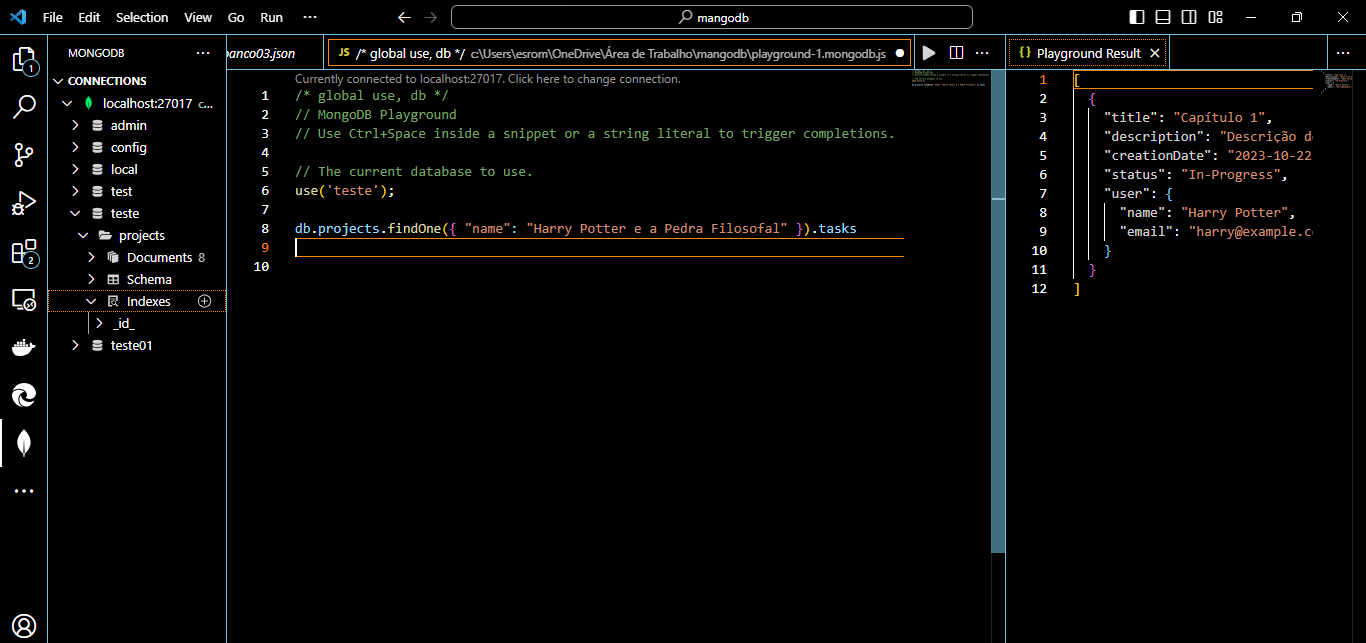 File Edit Selection View Go Run ···
mongodb
MONGODB ···
CONNECTIONS
localhost:27017 c...
admin
config
local
test
teste
projects
Documents 8
Schema
Indexes
_id_
teste01
1
2
banco03.json
JS /* global use, db */ c:\Users\esrom\OneDrive\Área de Trabalho\mongodb\playground-1.mongodb.js
Currently connected to localhost:27017. Click here to change connection.
1 /* global use, db */
2 // MongoDB Playground
3 // Use Ctrl+Space inside a snippet or a string literal to trigger completions.
4
5 // The current database to use.
6 use('teste');
7
8 db.projects.findOne({ "name": "Harry Potter e a Pedra Filosofal" }).tasks
9
10
{} Playground Result
1 [
2 {
3 "title": "Capítulo 1",
4 "description": "Descrição d
5 "creationDate": "2023-10-22
6 "status": "In-Progress",
7 "user": {
8 "name": "Harry Potter",
9 "email": "harry@example.c
10 }
11 }
12 ]